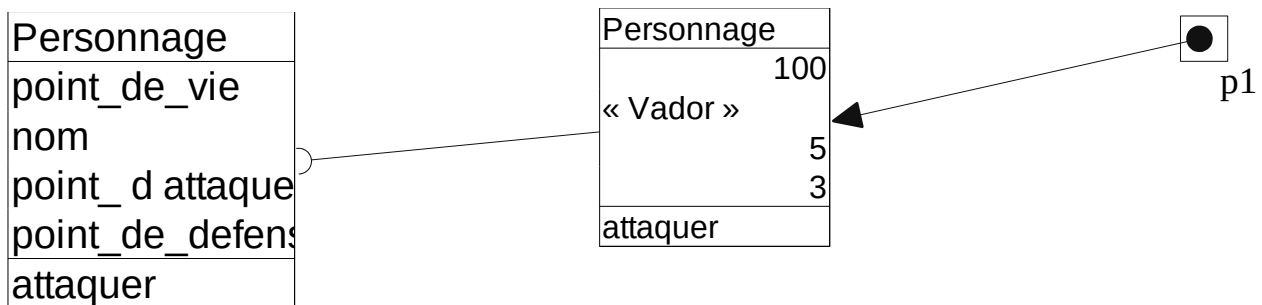 Personnage
point_de_vie
nom
point_ d attaque
point_de_defens
attaquer
Personnage
100
« Vador »
5
3
attaquer
p1